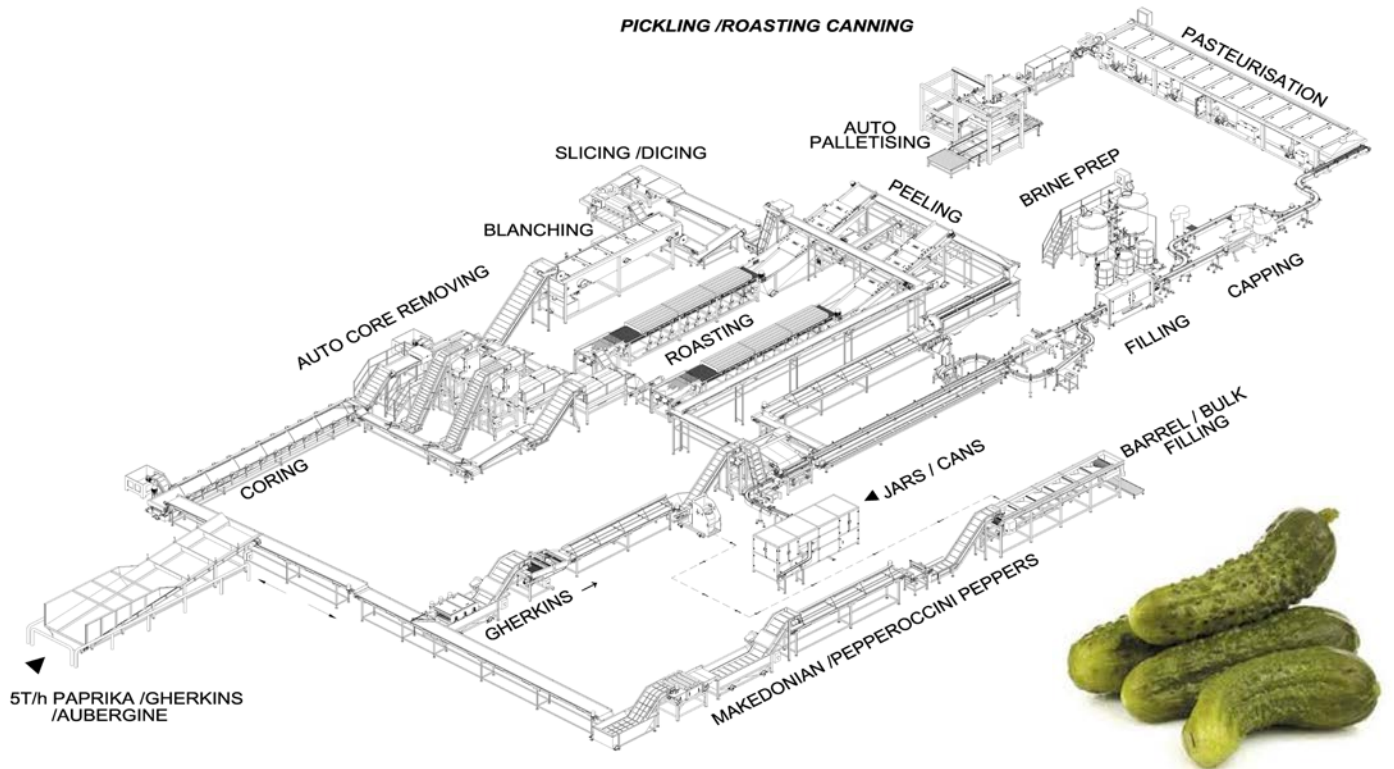 PICKLING /ROASTING CANNING
PASTEURISATION
AUTO
PALLETISING
SLICING /DICING
BRINE PREP
PEELING
BLANCHING
CAPPING
AUTO CORE REMOVING
ROASTING
FILLING
BARREL / BULK
FILLING
JARS / CANS
CORING
GHERKINS →
MAKEDONIAN /PEPPEROCCINI PEPPERS
5T/h PAPRIKA /GHERKINS
/AUBERGINE